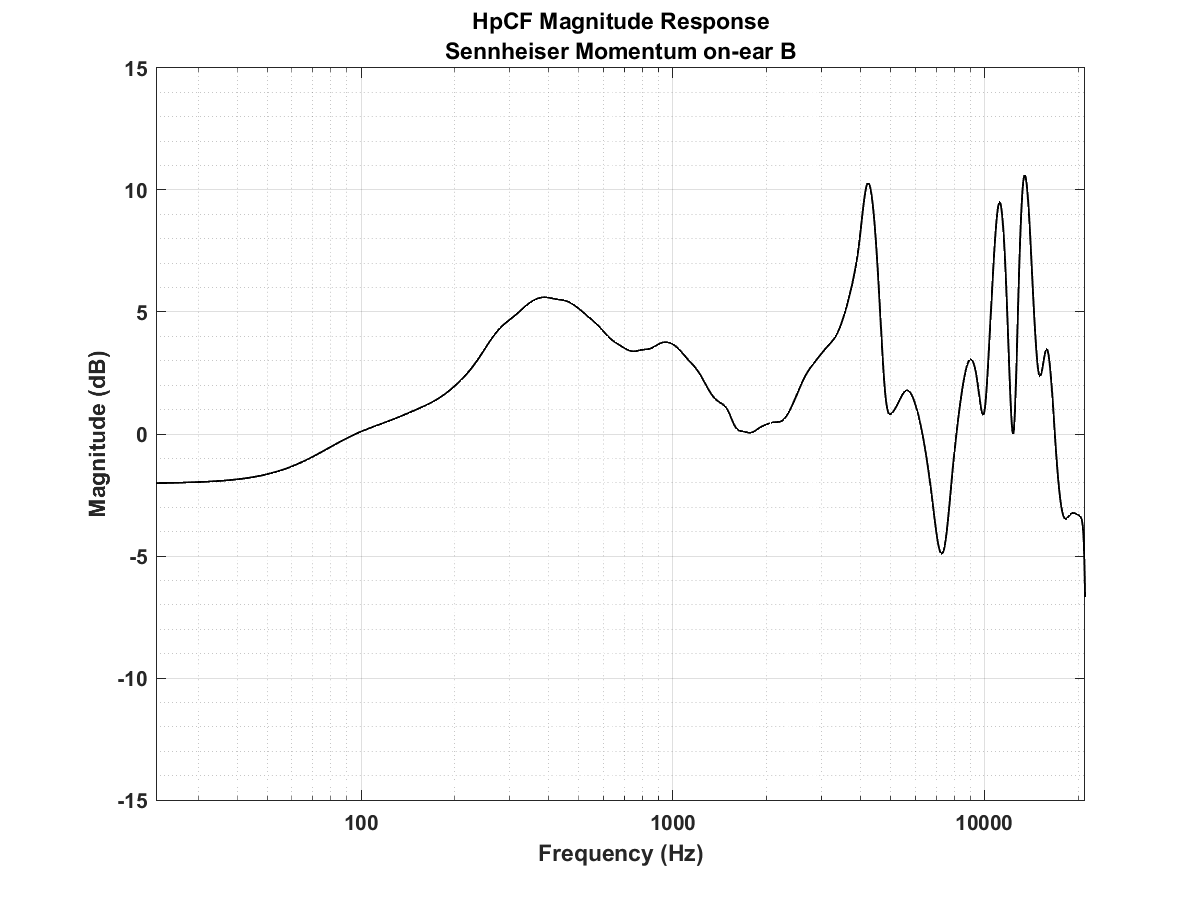 HpCF Magnitude Response
Sennheiser Momentum on-ear B
15
10
5
0
-5
-10
-15
Magnitude (dB)
100 1000 10000
Frequency (Hz)